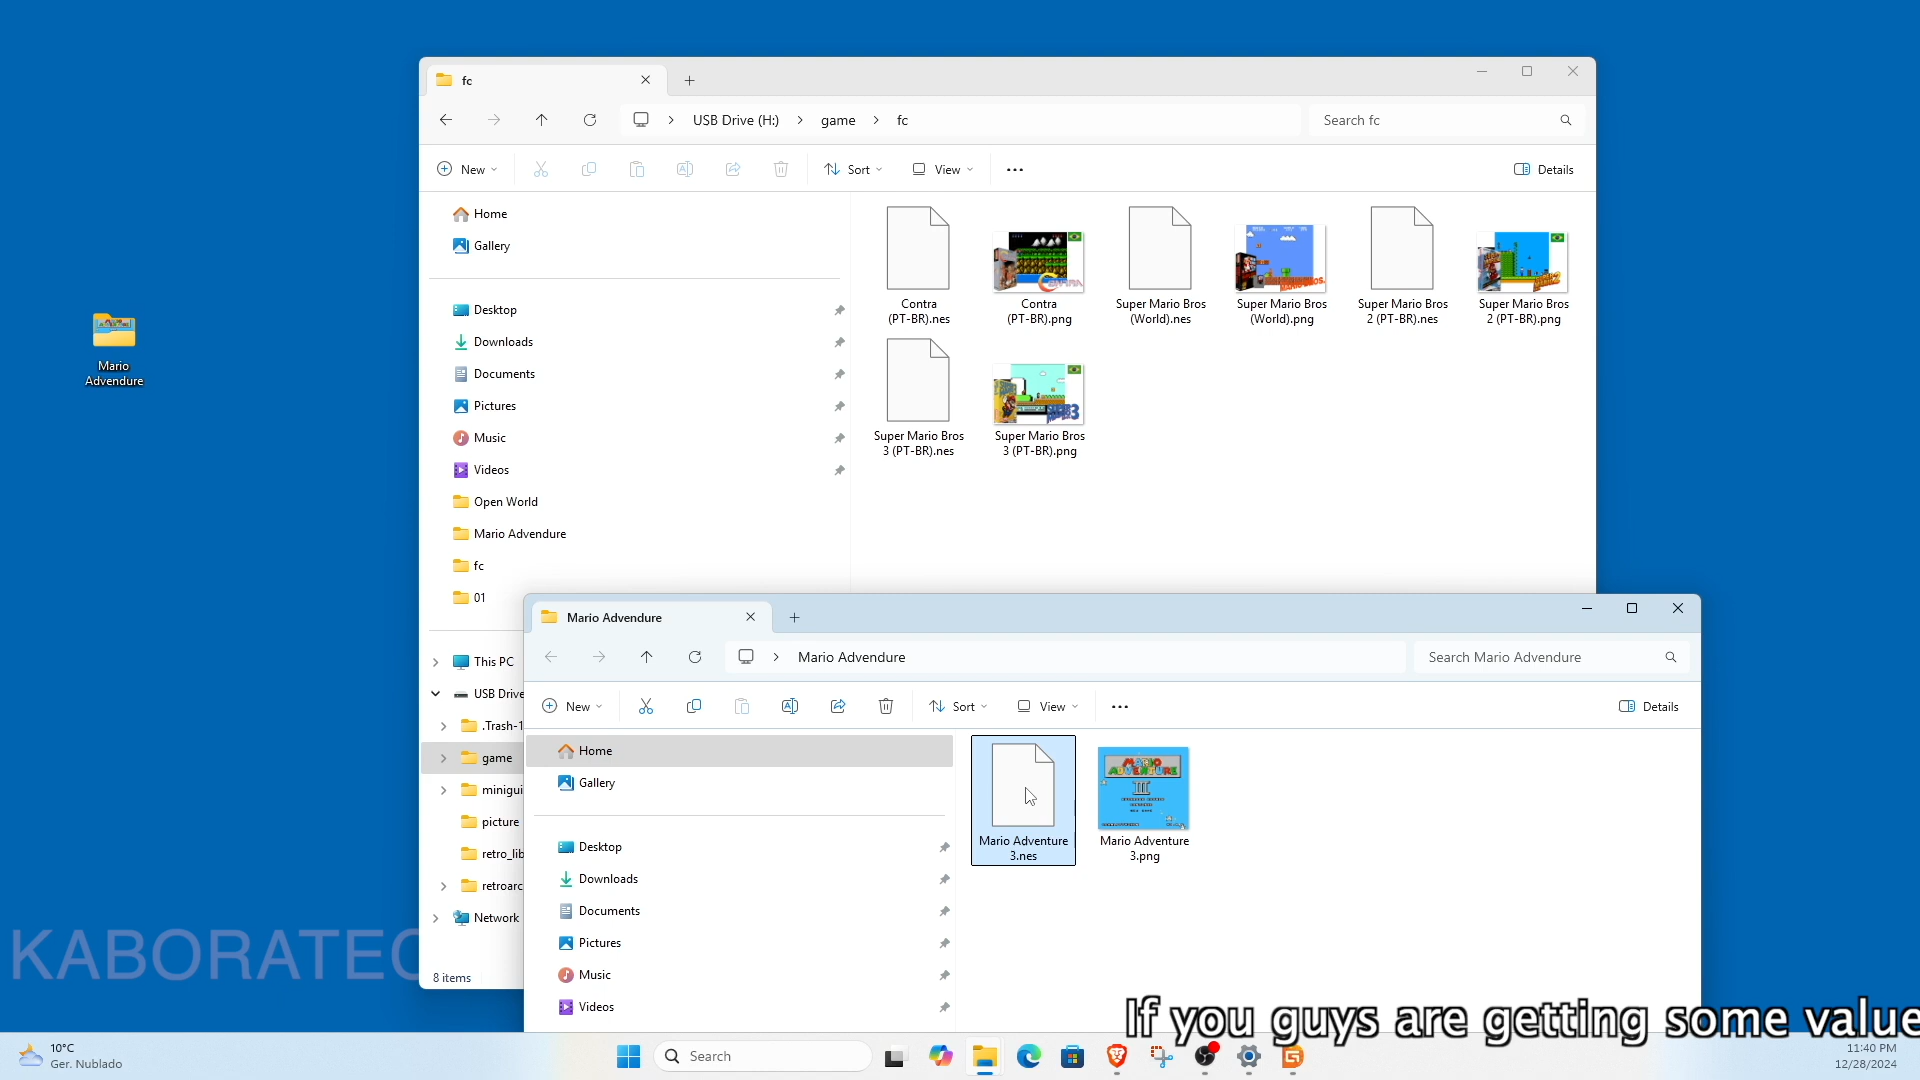 fc
USB Drive (H:)
game
fc
Search fc
New
Sort
View
Details
Home
Gallery
Desktop
Downloads
Documents
Pictures
Music
Videos
Open World
Mario Advendure
fc
01
This PC
USB Drive
.Trash-1
game
minigui
picture
retro_lib
retroarc
Network
8 items
Contra
(PT-BR).nes
Contra
(PT-BR).png
Super Mario Bros
(World).nes
Super Mario Bros
(World).png
Super Mario Bros
2 (PT-BR).nes
Super Mario Bros
2 (PT-BR).png
Super Mario Bros
3 (PT-BR).nes
Super Mario Bros
3 (PT-BR).png
Mario
Advendure
Mario Advendure
Mario Advendure
Search Mario Advendure
New
Sort
View
Details
Home
Gallery
Desktop
Downloads
Documents
Pictures
Music
Videos
MARIO
ADVENTURE
III
Mario Adventure
3.nes
Mario Adventure
3.png
KABORATEC
If you guys are getting some value
10°C
Ger. Nublado
Search
11:40 PM
12/28/2024